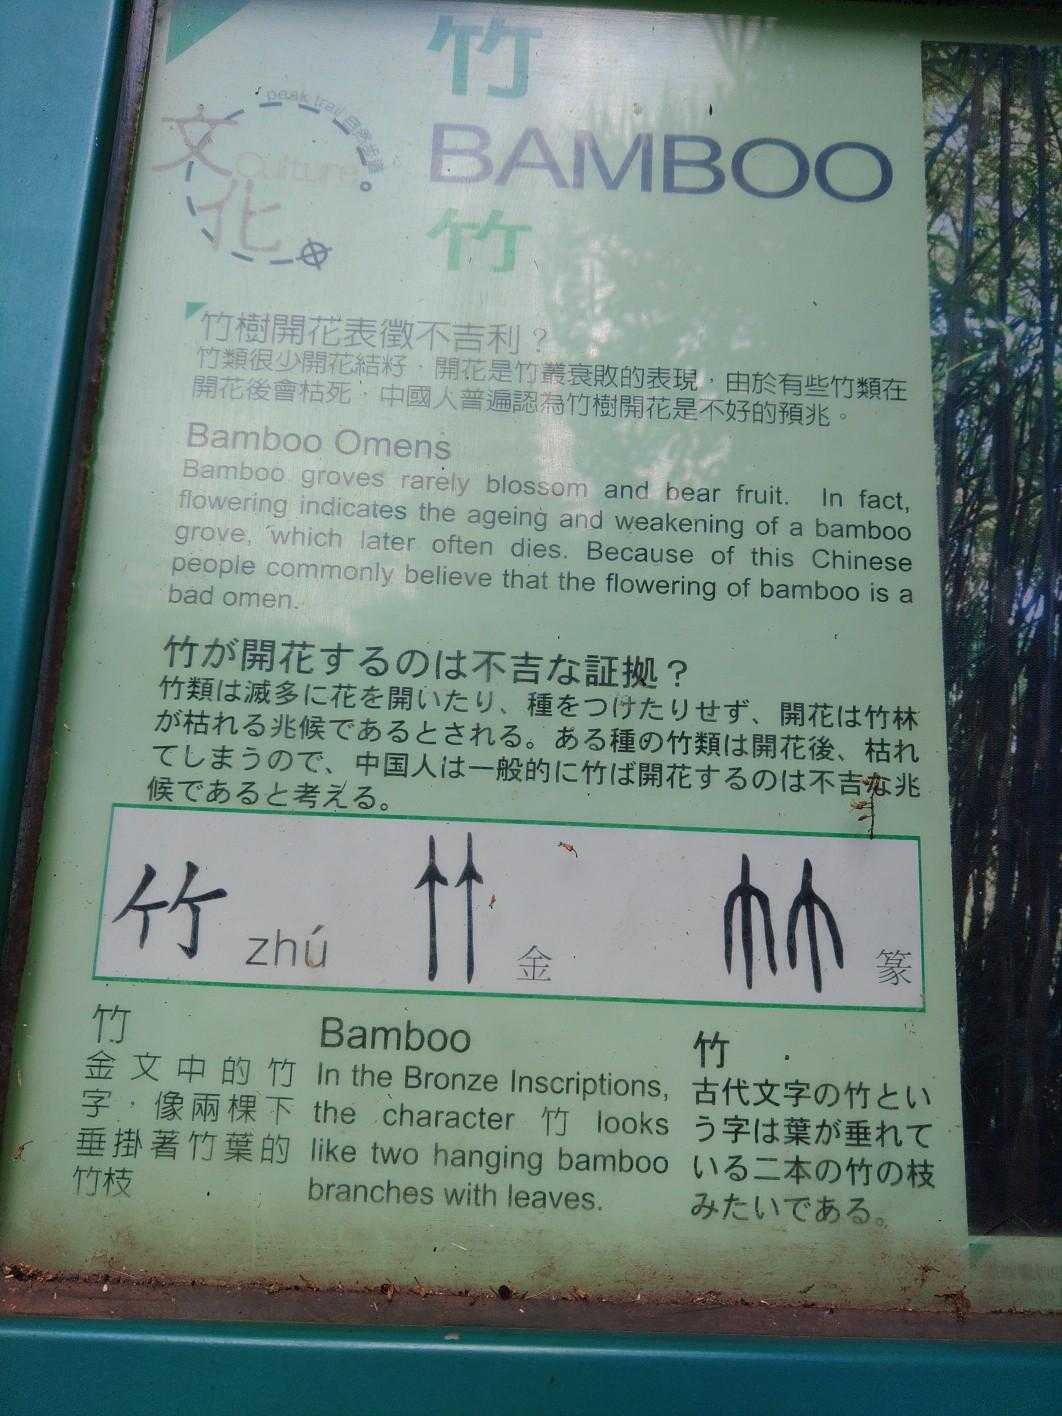 竹
peak trail
文
Culture
化
BAMBOO
竹
竹樹開花表徵不吉利？
竹類很少開花結籽，開花是竹叢衰敗的表現，由於有些竹類在
開花後會枯死，中國人普遍認為竹樹開花是不好的預兆。
Bamboo Omens
Bamboo groves rarely blossom and bear fruit. In fact,
flowering indicates the ageing and weakening of a bamboo
grove, which later often dies. Because of this Chinese
people commonly believe that the flowering of bamboo is a
bad omen.
竹が開花するのは不吉な証拠？
竹類は滅多に花を開いたり、種をつけたりせず、開花は竹林
が枯れる兆候であるとされる。ある種の竹類は開花後、枯れ
てしまうので、中国人は一般的に竹ば開花するのは不吉な兆
候であると考える。
竹 zhú 金 篆
竹
金文中的竹
字，像兩棵下
垂掛著竹葉的
竹枝
Bamboo
In the Bronze Inscriptions,
the character 竹 looks
like two hanging bamboo
branches with leaves.
竹
古代文字の竹とい
う字は葉が垂れて
いる二本の竹の枝
みたいである。